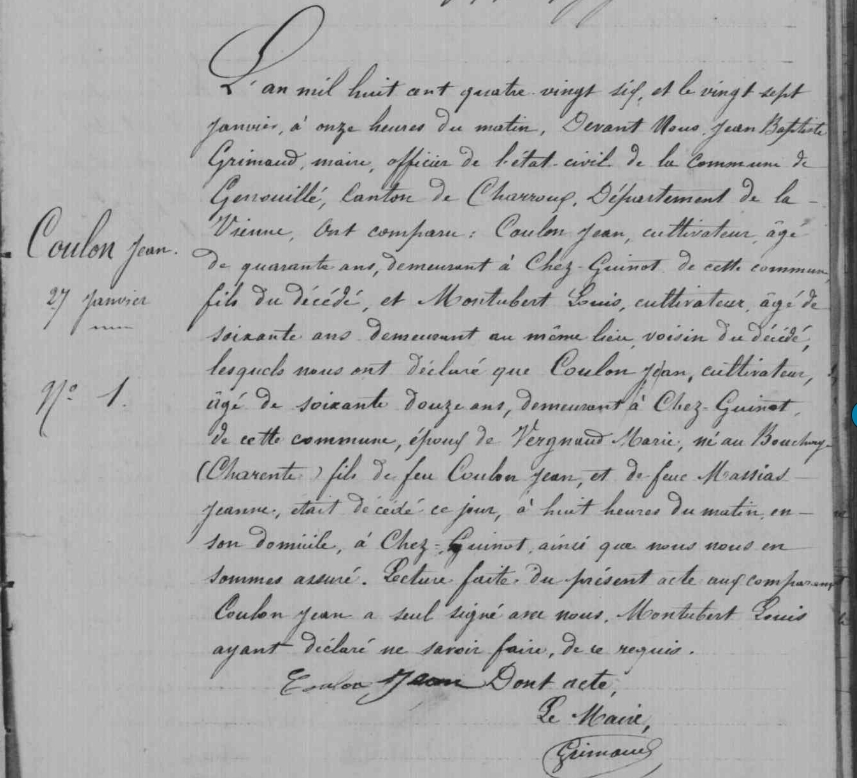 L'an mil huit cent quatre vingt six, et le vingt sept
janvier, à onze heures du matin, Devant Nous, Jean Baptiste
Grimaud, maire, officier de l'état-civil de la commune de
Genouillé, Canton de Charroux, Département de la
Vienne, Ont comparu : Coulon Jean, cultivateur, âgé
de quarante ans, demeurant à Chez-Guinot de cette commune,
fils du décédé, et Montubert Louis, cultivateur, âgé de
soixante ans demeurant au même lieu, voisin du décédé,
lesquels nous ont déclaré que Coulon Jean, cultivateur,
âgé de soixante douze ans, demeurant à Chez-Guinot,
de cette commune, époux de Vergnaud Marie, né au
(Charente) fils de feu Coulon Jean, et de feue Massias
Jeanne, était décédé ce jour, à huit heures du matin, en
son domicile, à Chez-Guinot, ainsi que nous nous en
sommes assuré. Lecture faite du présent acte aux comparants
Coulon Jean a seul signé avec nous, Montubert Louis
ayant déclaré ne savoir faire, de ce requis.
Coulon Jean Dont acte,
Le Maire,
Grimaud
Coulon Jean.
27 Janvier
N° 1.